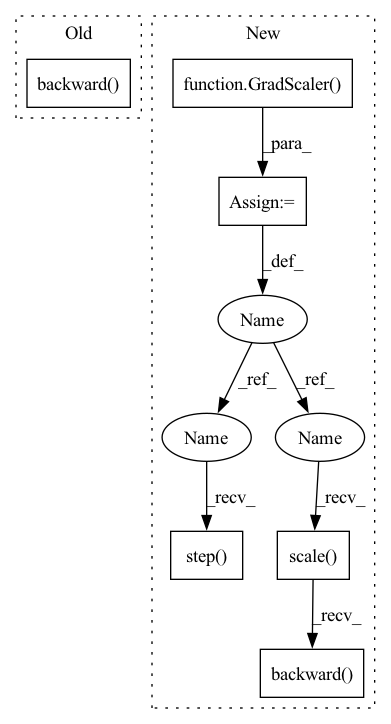 Old
New
backward()
function.GradScaler()
_para_
Assign:=
_def_
Name
_ref_
_ref_
Name
Name
_recv_
_recv_
step()
scale()
_recv_
backward()